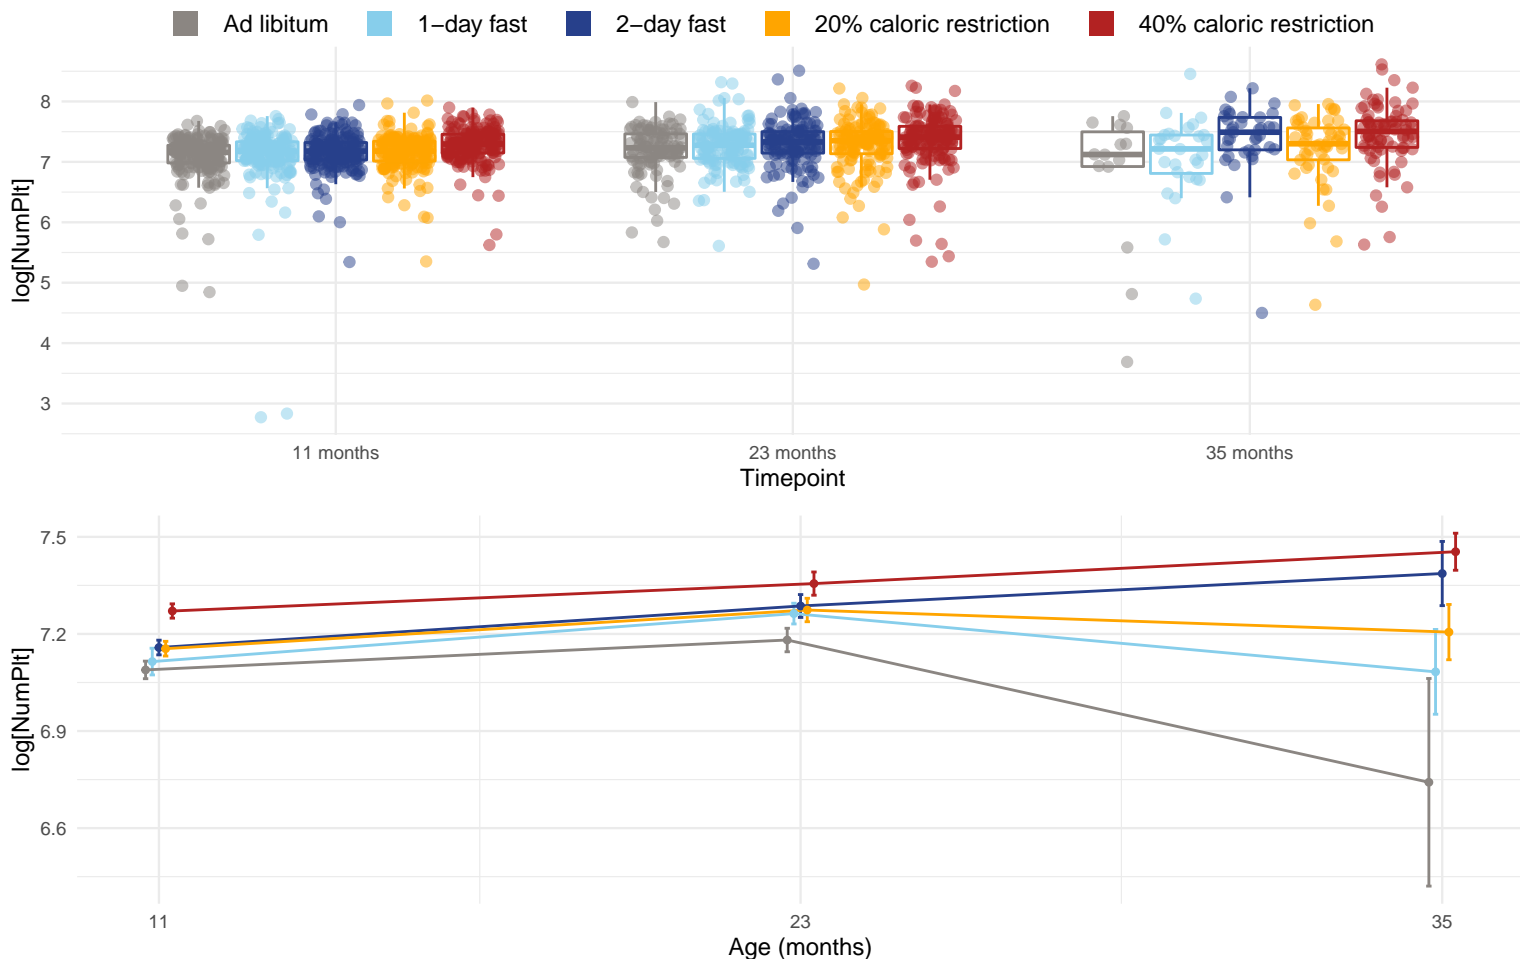 Ad libitum 1−day fast 2−day fast 20% caloric restriction 40% caloric restriction
log[NumPlt]
8
7
6
5
4
3
11 months 23 months 35 months
Timepoint
log[NumPlt]
7.5
7.2
6.9
6.6
11 23 35
Age (months)